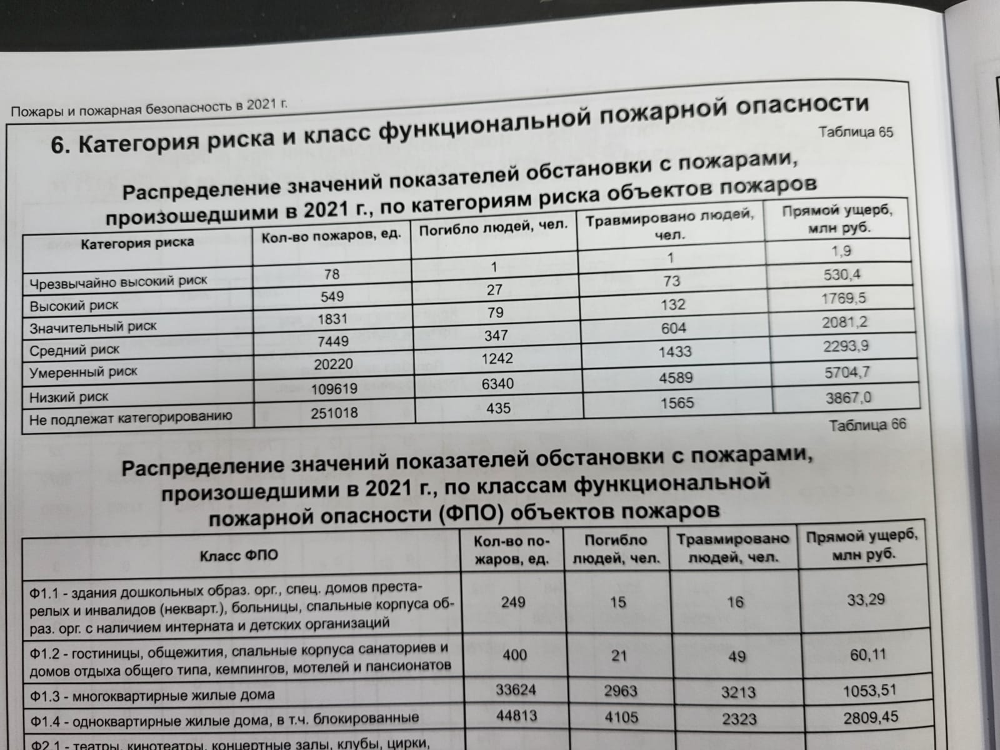 Пожары и пожарная безопасность в 2021 г.
6. Категория риска и класс функциональной пожарной опасности
Таблица 65
Распределение значений показателей обстановки с пожарами,
произошедшими в 2021 г., по категориям риска объектов пожаров
Категория риска Кол-во пожаров, ед. Погибло людей, чел. Травмировано людей, чел. Прямой ущерб, млн руб.
Чрезвычайно высокий риск 78 1 1 1,9
Высокий риск 549 27 73 530,4
Значительный риск 1831 79 132 1769,5
Средний риск 7449 347 604 2081,2
Умеренный риск 20220 1242 1433 2293,9
Низкий риск 109619 6340 4589 5704,7
Не подлежат категорированию 251018 435 1565 3867,0
Таблица 66
Распределение значений показателей обстановки с пожарами,
произошедшими в 2021 г., по классам функциональной
пожарной опасности (ФПО) объектов пожаров
Класс ФПО Кол-во по- Погибло Травмировано Прямой ущерб,
жаров, ед. людей, чел. людей, чел. млн руб.
Ф1.1 - здания дошкольных образ. орг., спец. домов преста-
релых и инвалидов (некварт.), больницы, спальные корпуса об- 249 15 16 33,29
раз. орг. с наличием интерната и детских организаций
Ф1.2 - гостиницы, общежития, спальные корпуса санаториев и 400 21 49 60,11
домов отдыха общего типа, кемпингов, мотелей и пансионатов
Ф1.3 - многоквартирные жилые дома 33624 2963 3213 1053,51
Ф1.4 - одноквартирные жилые дома, в т.ч. блокированные 44813 4105 2323 2809,45
Ф2.1 - театры, кинотеатры, концертные залы, клубы, цирки,